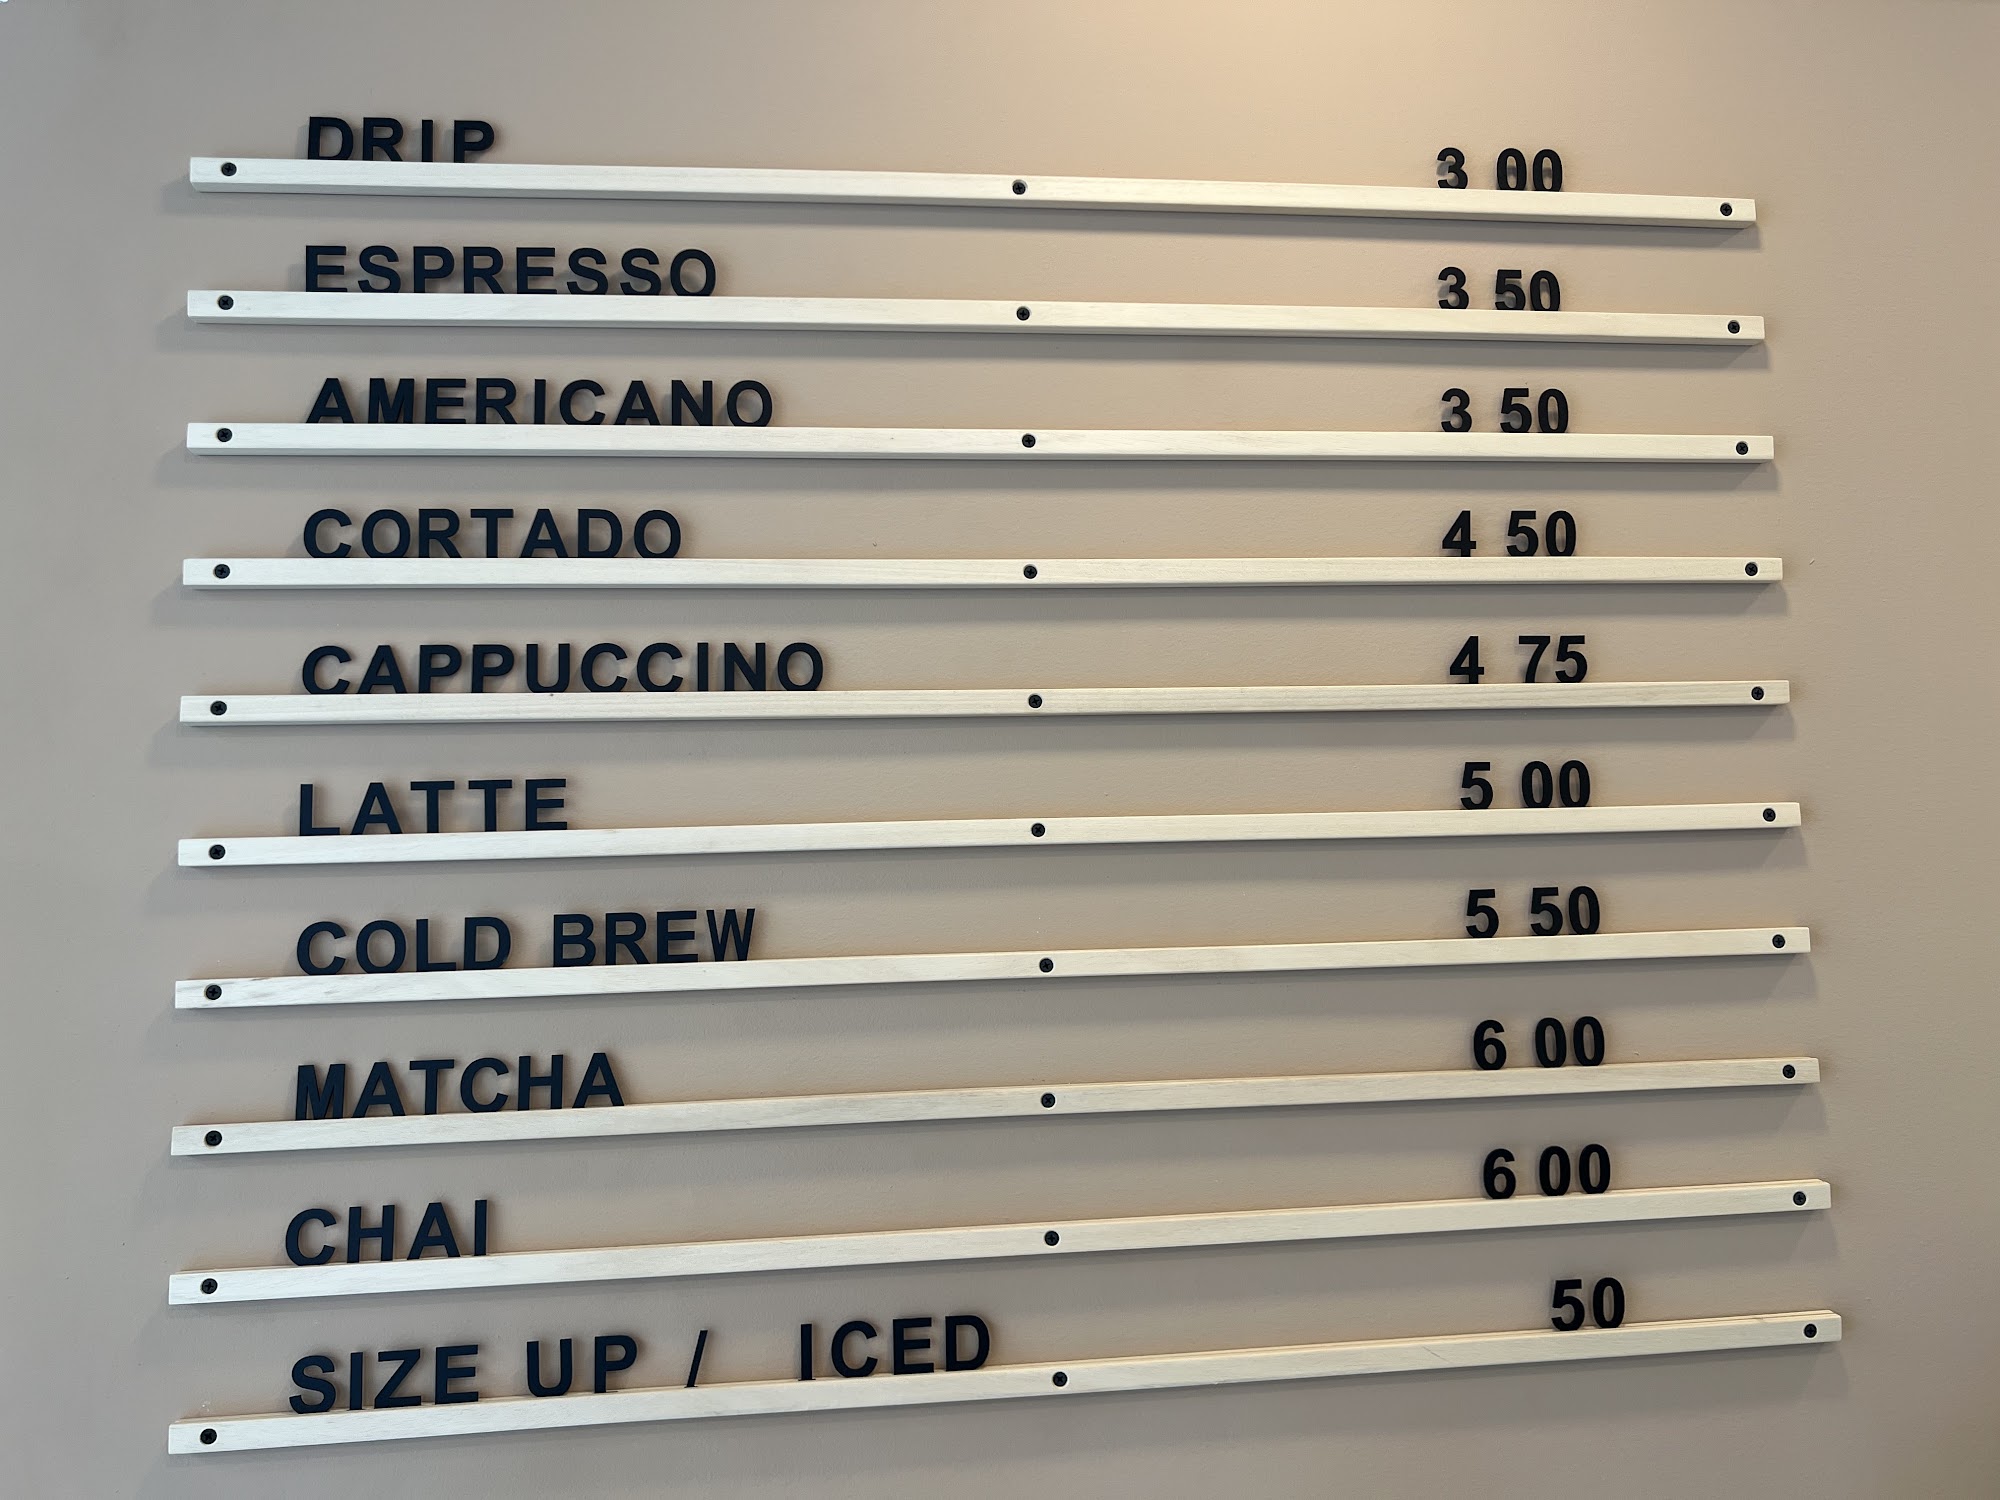 DRIP 3 00
ESPRESSO 3 50
AMERICANO 3 50
CORTADO 4 50
CAPPUCCINO 4 75
LATTE 5 00
COLD BREW 5 50
MATCHA 6 00
CHAI 6 00
SIZE UP / ICED 50